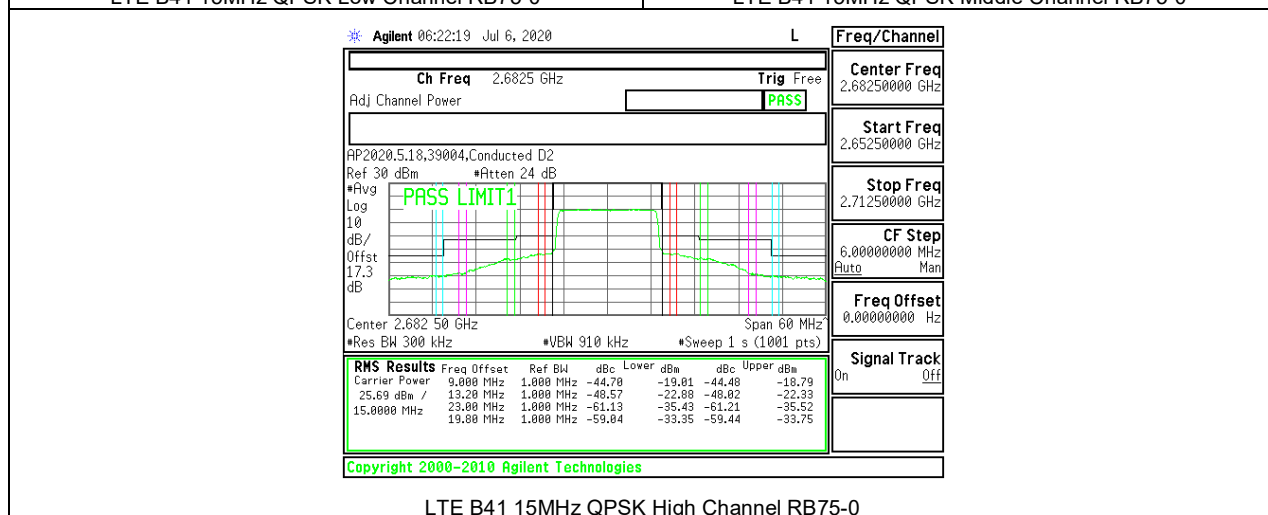 LTE B41 15MHz QPSK Low Channel RB75-0
LTE B41 15MHz QPSK Middle Channel RB75-0
Agilent 06:22:19 Jul 6, 2020 L
Freq/Channel
Ch Freq 2.6825 GHz Trig Free
Adj Channel Power PASS
Center Freq
2.68250000 GHz
Start Freq
2.65250000 GHz
Stop Freq
2.71250000 GHz
CF Step
6.00000000 MHz
Auto Man
Freq Offset
0.00000000 Hz
Signal Track
On Off
AP2020.5.18,39004,Conducted D2
Ref 30 dBm #Atten 24 dB
#Avg
Log
10
dB/
Offst
17.3
dB
PASS LIMIT1
Center 2.682 50 GHz Span 60 MHz^
#Res BW 300 kHz #VBW 910 kHz #Sweep 1 s (1001 pts)
RMS Results Freq Offset Ref BW dBc Lower dBm dBc Upper dBm
Carrier Power 9.000 MHz 1.000 MHz -44.70 -19.01 -44.48 -18.79
25.69 dBm / 13.20 MHz 1.000 MHz -48.57 -22.88 -48.02 -22.33
15.0000 MHz 23.00 MHz 1.000 MHz -61.13 -35.43 -61.21 -35.52
19.80 MHz 1.000 MHz -59.04 -33.35 -59.44 -33.75
Copyright 2000-2010 Agilent Technologies
LTE B41 15MHz QPSK High Channel RB75-0